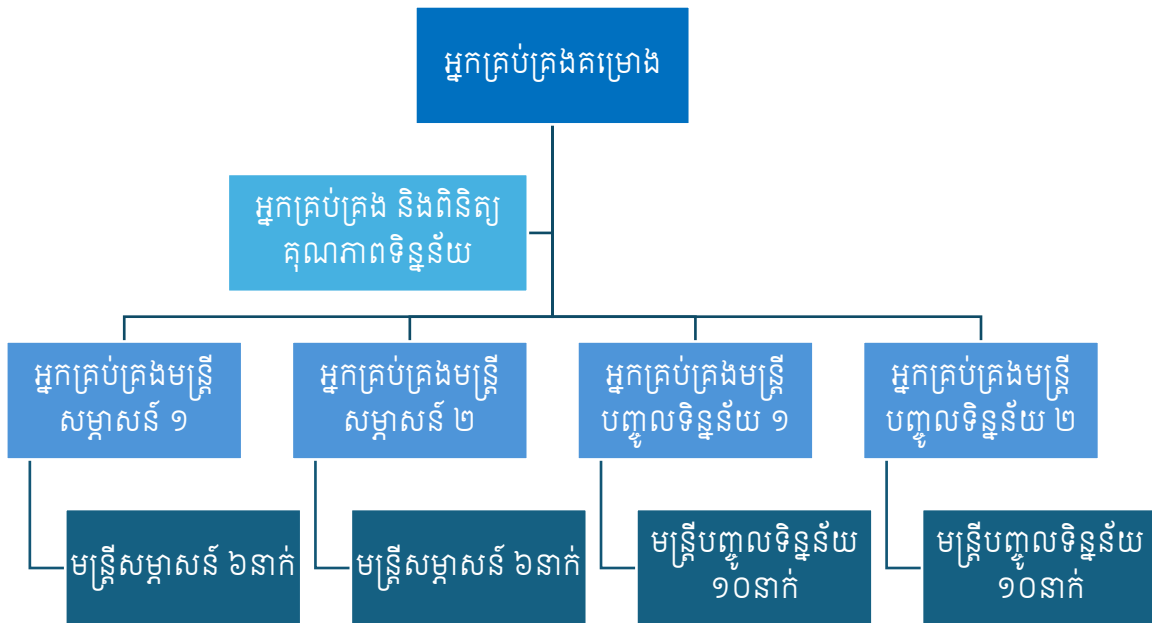 អ្នកគ្រប់គ្រងគម្រោង
អ្នកគ្រប់គ្រង និងពិនិត្យ
គុណភាពទិន្នន័យ
អ្នកគ្រប់គ្រងមន្ត្រី
សម្ភាសន៍ ១
អ្នកគ្រប់គ្រងមន្ត្រី
សម្ភាសន៍ ២
អ្នកគ្រប់គ្រងមន្ត្រី
បញ្ចូលទិន្នន័យ ១
អ្នកគ្រប់គ្រងមន្ត្រី
បញ្ចូលទិន្នន័យ ២
មន្ត្រីសម្ភាសន៍ ៦នាក់
មន្ត្រីសម្ភាសន៍ ៦នាក់
មន្ត្រីបញ្ចូលទិន្នន័យ
១០នាក់
មន្ត្រីបញ្ចូលទិន្នន័យ
១០នាក់